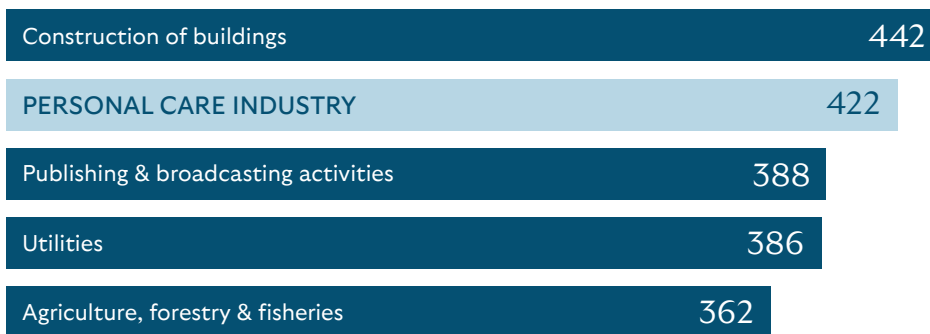 Construction of buildings 442
PERSONAL CARE INDUSTRY 422
Publishing & broadcasting activities 388
Utilities 386
Agriculture, forestry & fisheries 362